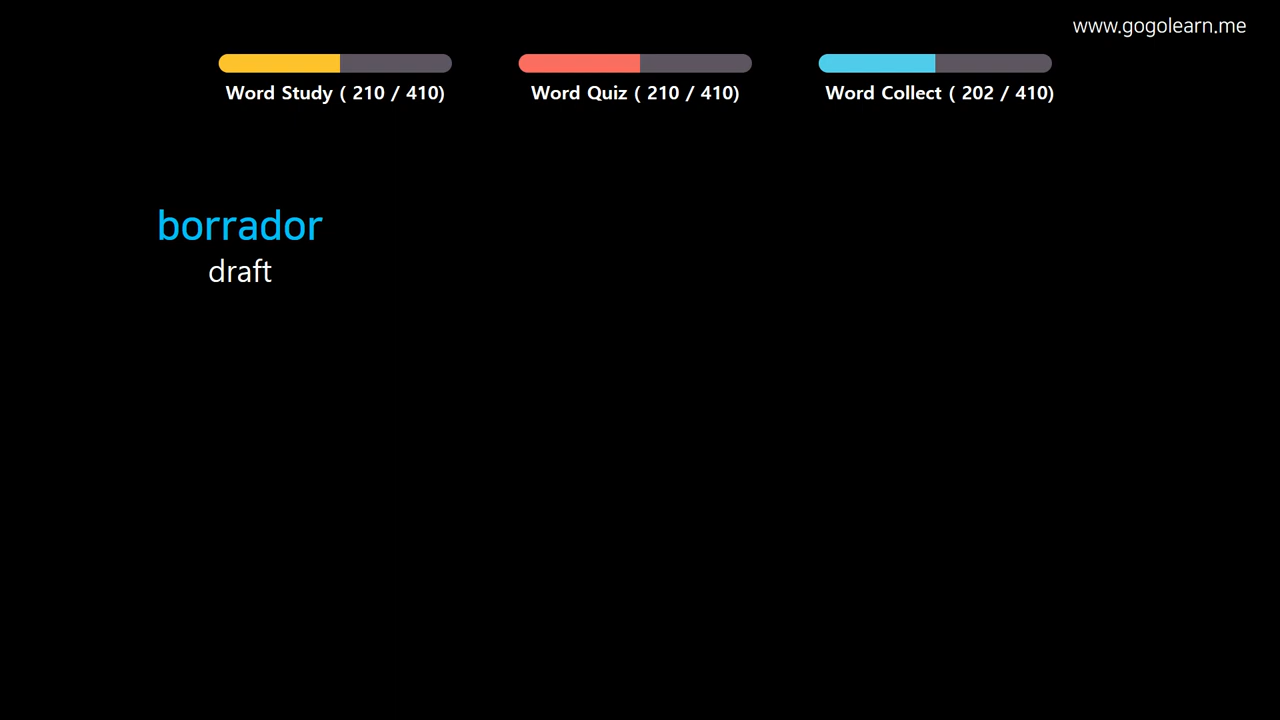 www.gogolearn.me
Word Study ( 210 / 410)
Word Quiz ( 210 / 410)
Word Collect ( 202 / 410)
borrador
draft